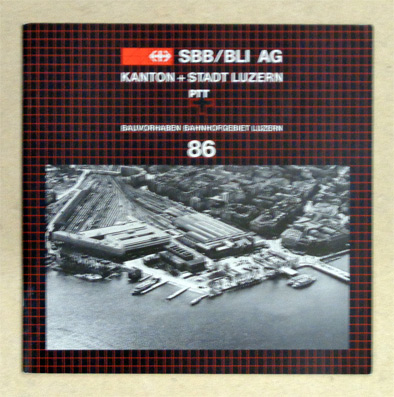 SBB/BLI AG
KANTON + STADT LUZERN
PTT
BAUVORHABEN BAHNHOFGEBIET LUZERN
86